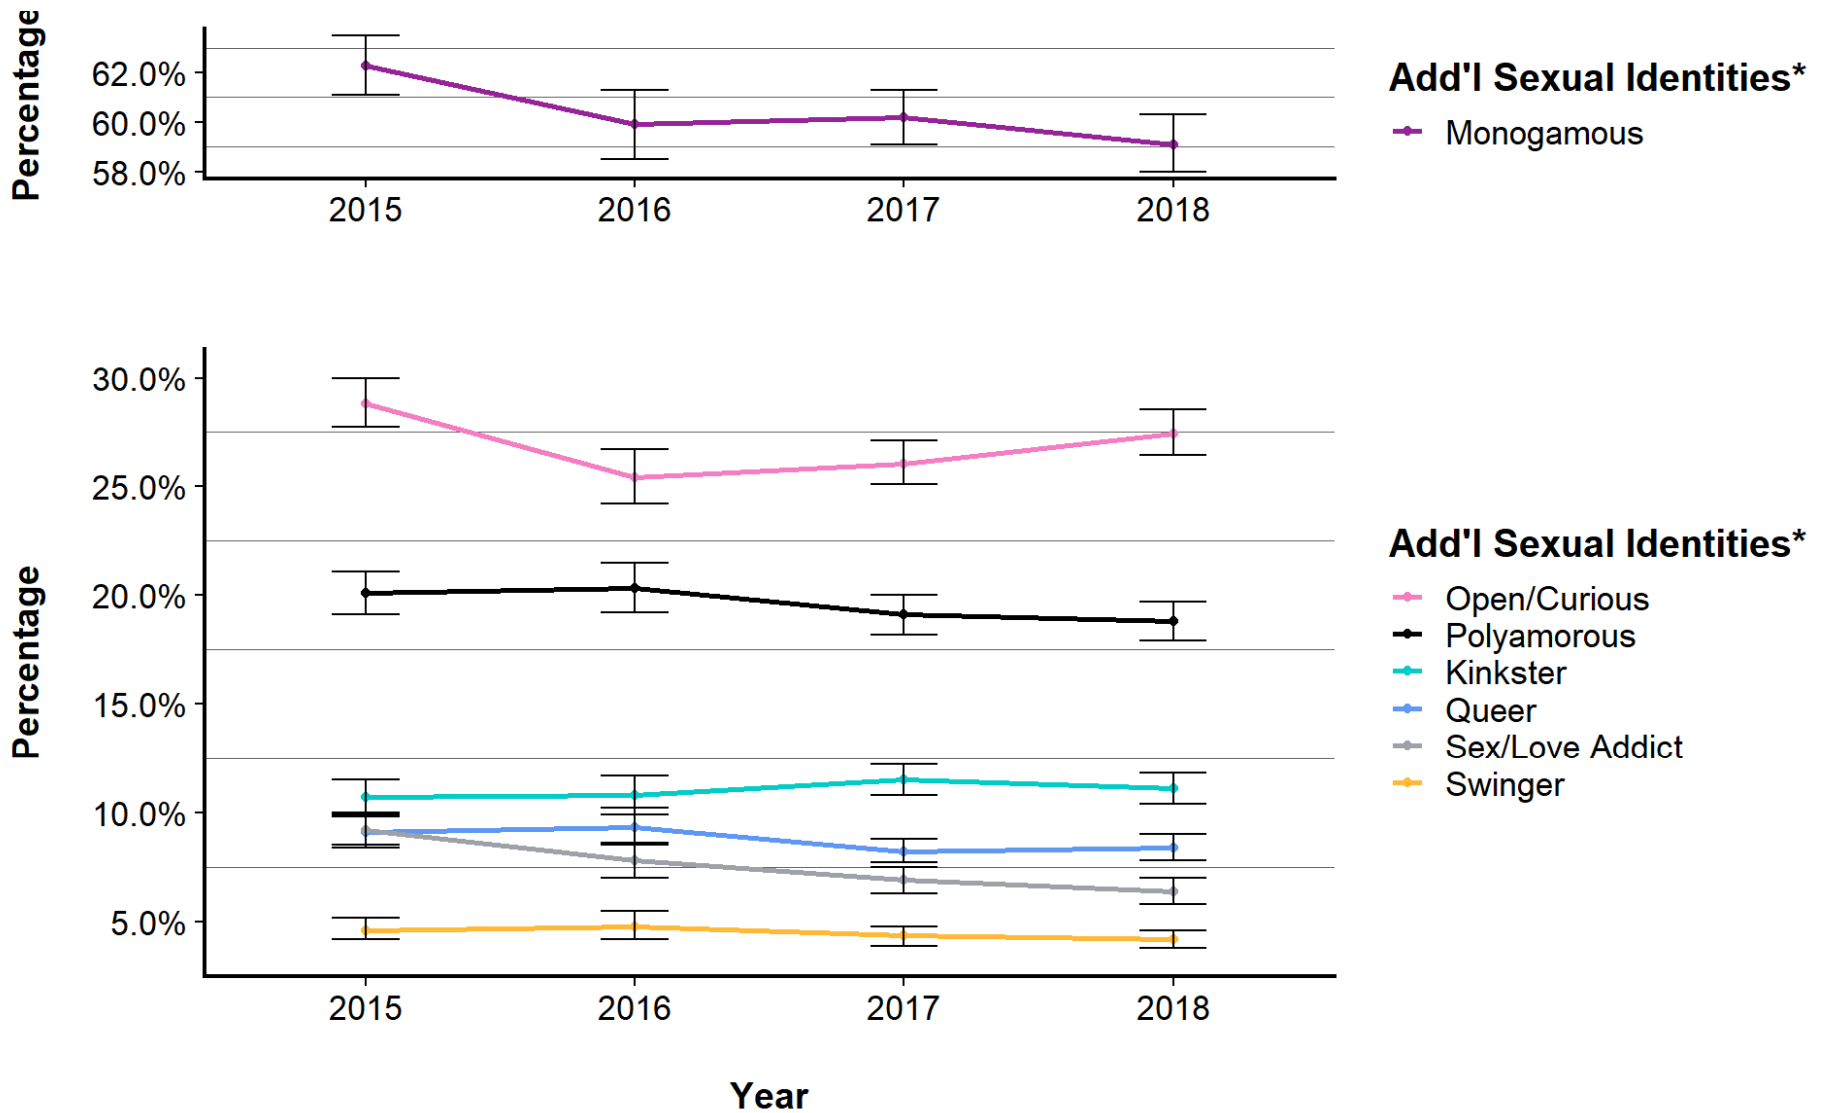 Percentage
62.0%
60.0%
58.0%
2015 2016 2017 2018
Add'l Sexual Identities*
Monogamous
Percentage
30.0%
25.0%
20.0%
15.0%
10.0%
5.0%
2015 2016 2017 2018
Year
Add'l Sexual Identities*
Open/Curious
Polyamorous
Kinkster
Queer
Sex/Love Addict
Swinger